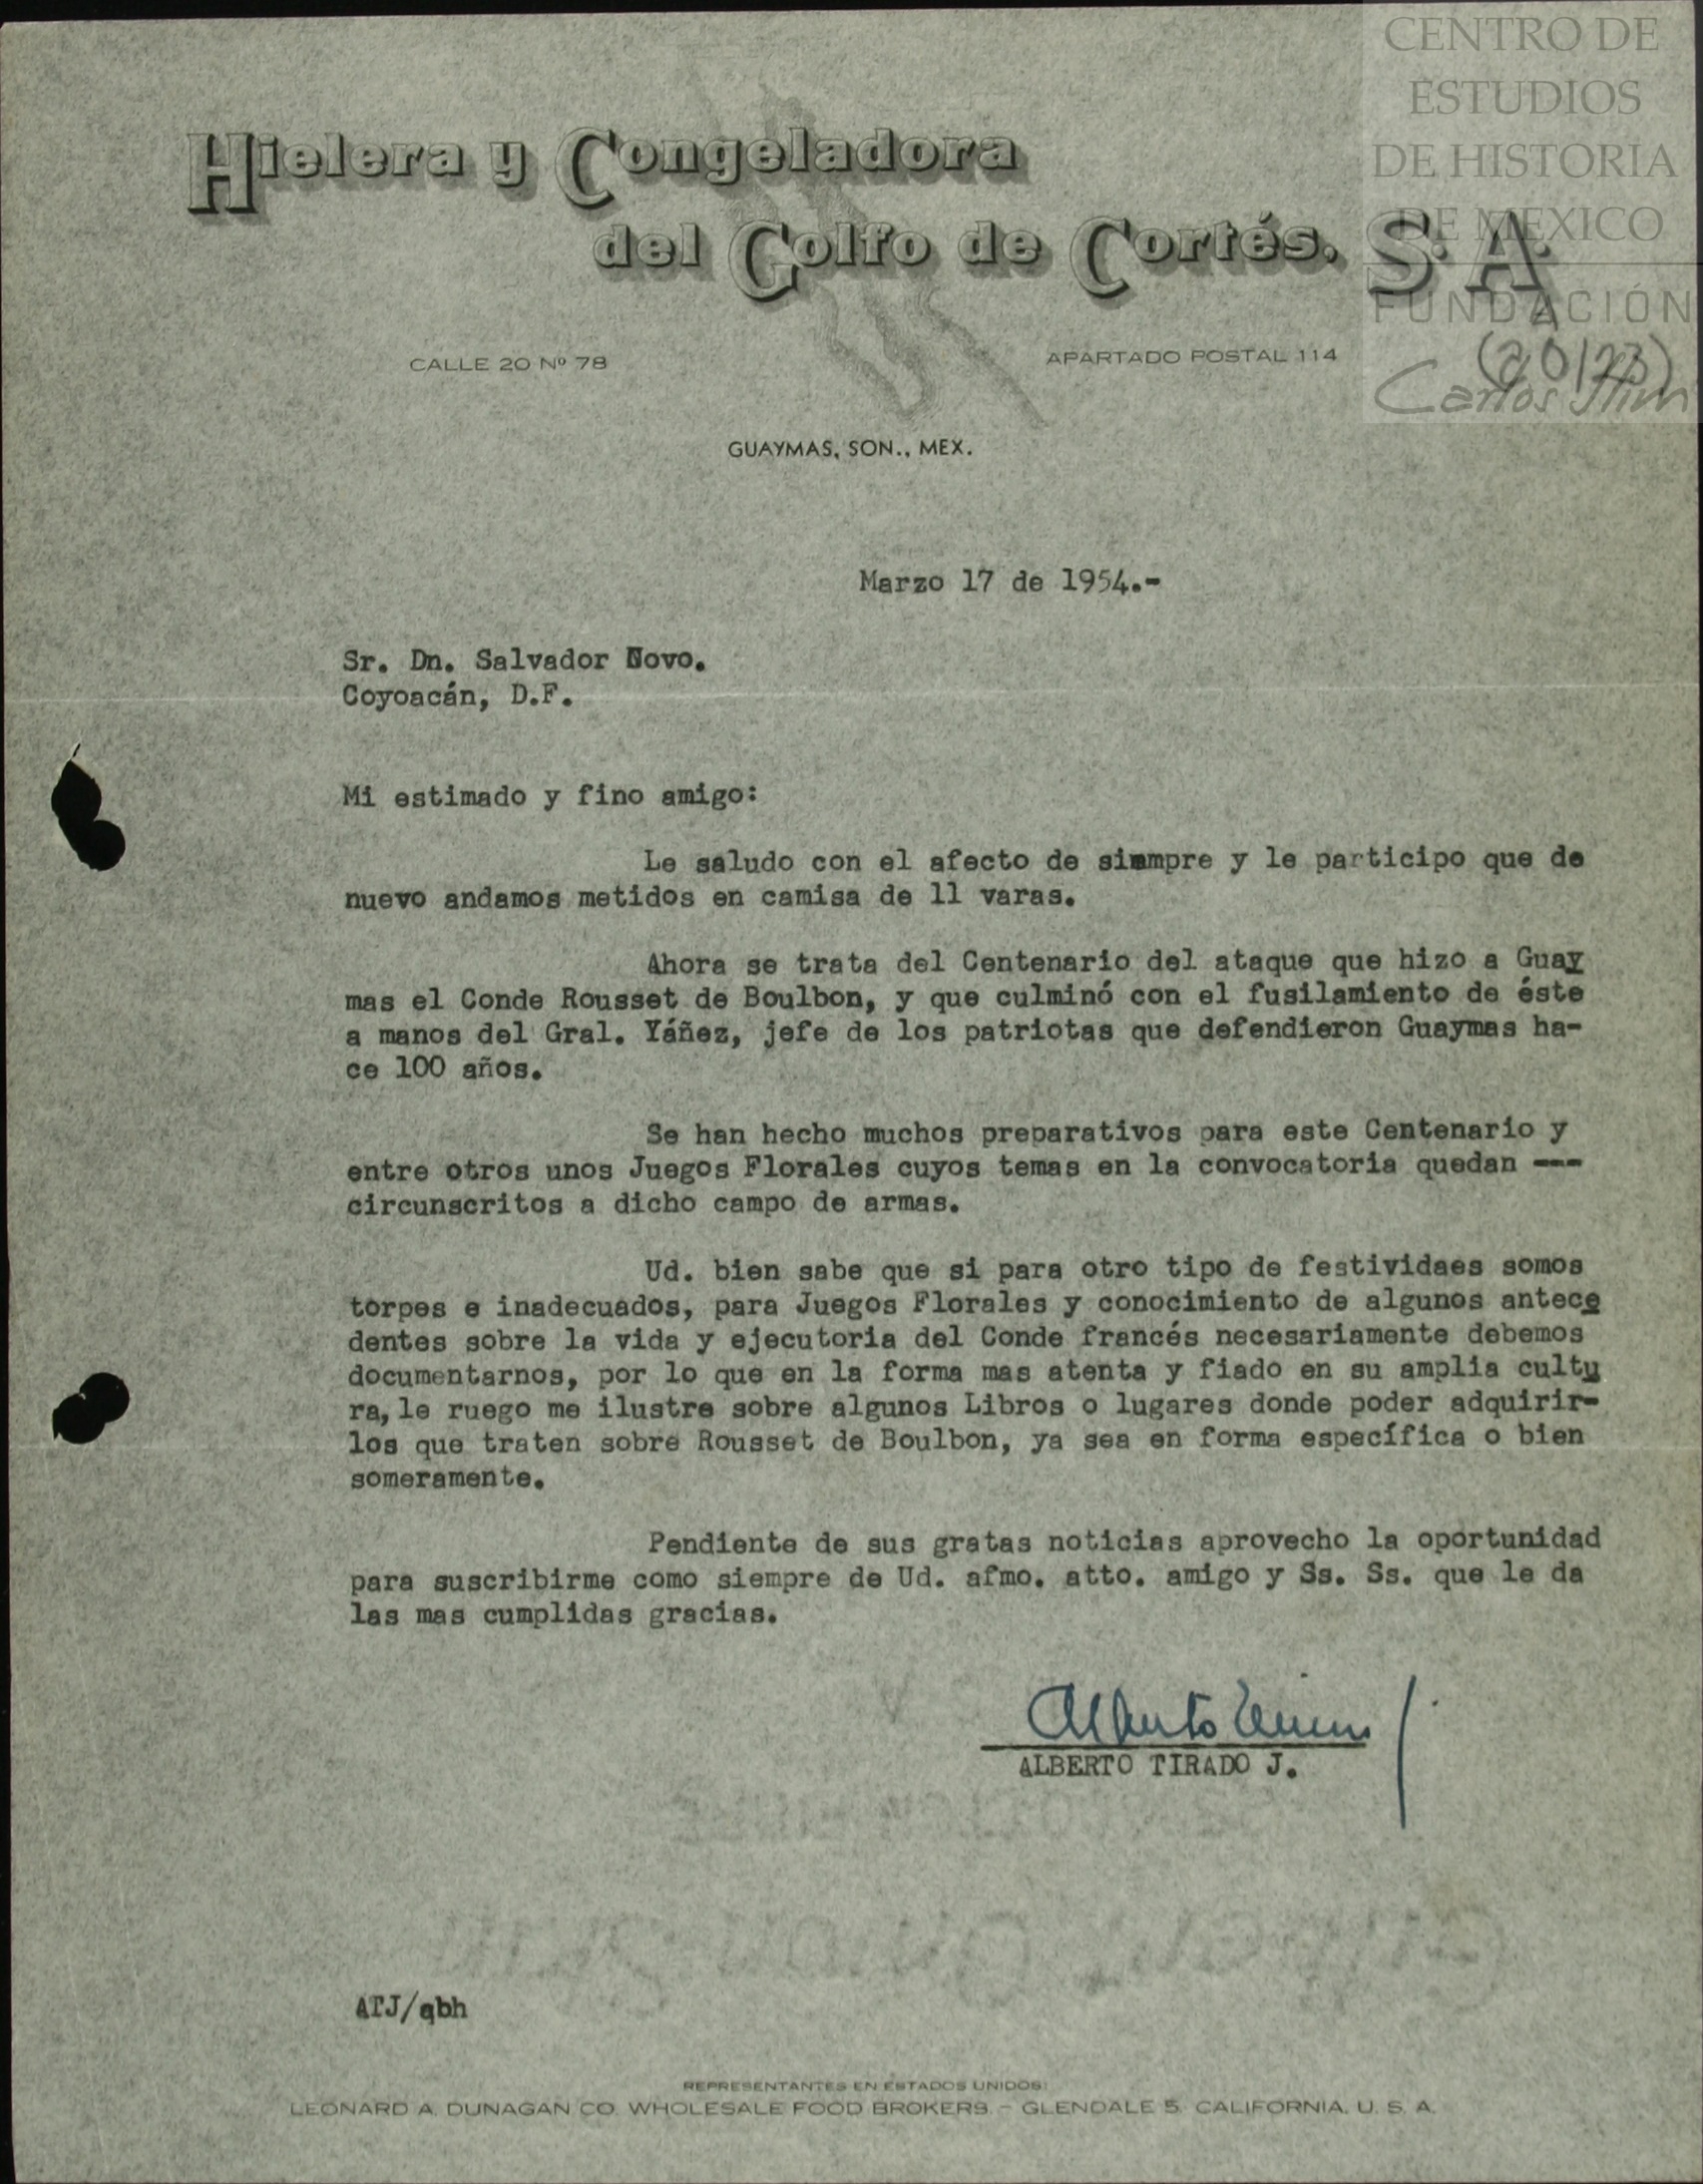 CENTRO DE
ESTUDIOS
DE HISTORIA
DE MEXICO
FUNDACIÓN
Carlos Slim
Hielera y Congeladora
del Golfo de Cortés. S. A.
(20/23)
CALLE 20 Nº 78
APARTADO POSTAL 114
GUAYMAS, SON., MEX.
Marzo 17 de 1954.-
Sr. Dn. Salvador Novo.
Coyoacán, D.F.
Mi estimado y fino amigo:
Le saludo con el afecto de siempre y le participo que de
nuevo andamos metidos en camisa de 11 varas.
Ahora se trata del Centenario del ataque que hizo a Guay
mas el Conde Rousset de Boulbon, y que culminó con el fusilamiento de éste
a manos del Gral. Yáñez, jefe de los patriotas que defendieron Guaymas ha-
ce 100 años.
Se han hecho muchos preparativos para este Centenario y
entre otros unos Juegos Florales cuyos temas en la convocatoria quedan ---
circunscritos a dicho campo de armas.
Ud. bien sabe que si para otro tipo de festividaes somos
torpes e inadecuados, para Juegos Florales y conocimiento de algunos antece
dentes sobre la vida y ejecutoria del Conde francés necesariamente debemos
documentarnos, por lo que en la forma mas atenta y fiado en su amplia cultu
ra, le ruego me ilustre sobre algunos Libros o lugares donde poder adquirir-
los que traten sobre Rousset de Boulbon, ya sea en forma específica o bien
someramente.
Pendiente de sus gratas noticias aprovecho la oportunidad
para suscribirme como siempre de Ud. afmo. atto. amigo y Ss. Ss. que le da
las mas cumplidas gracias.
Alberto
ALBERTO TIRADO J.
ATJ/qbh
REPRESENTANTES EN ESTADOS UNIDOS:
LEONARD A. DUNAGAN CO. WHOLESALE FOOD BROKERS. - GLENDALE 5, CALIFORNIA, U. S. A.